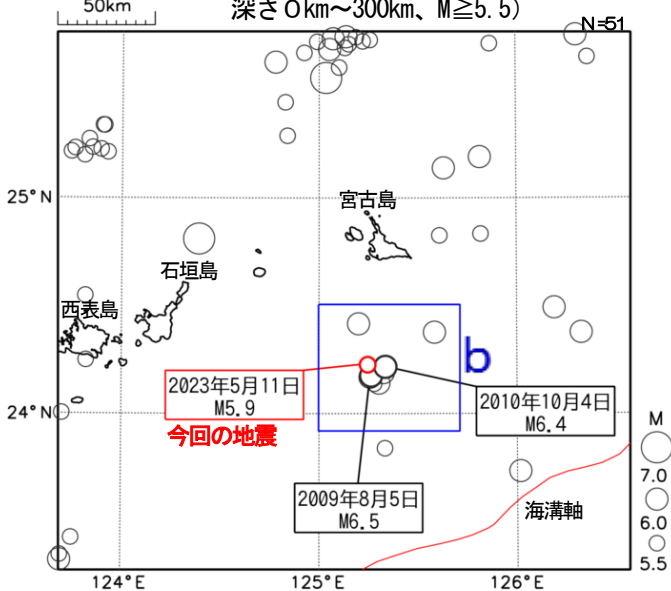 50km
深さ0km～300km、M≧5.5)
N=51
25°N
宮古島
石垣島
西表島
b
2023年5月11日
M5.9
今回の地震
2010年10月4日
M6.4
24°N
2009年8月5日
M6.5
海溝軸
M
7.0
6.0
5.5
124°E
125°E
126°E